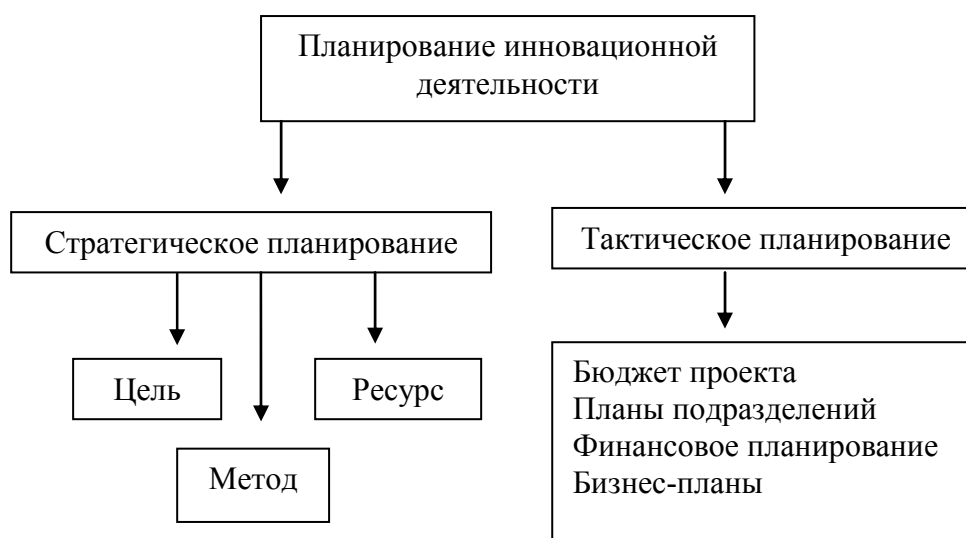 Планирование инновационной
деятельности
Стратегическое планирование
Тактическое планирование
Цель
Ресурс
Метод
Бюджет проекта
Планы подразделений
Финансовое планирование
Бизнес-планы